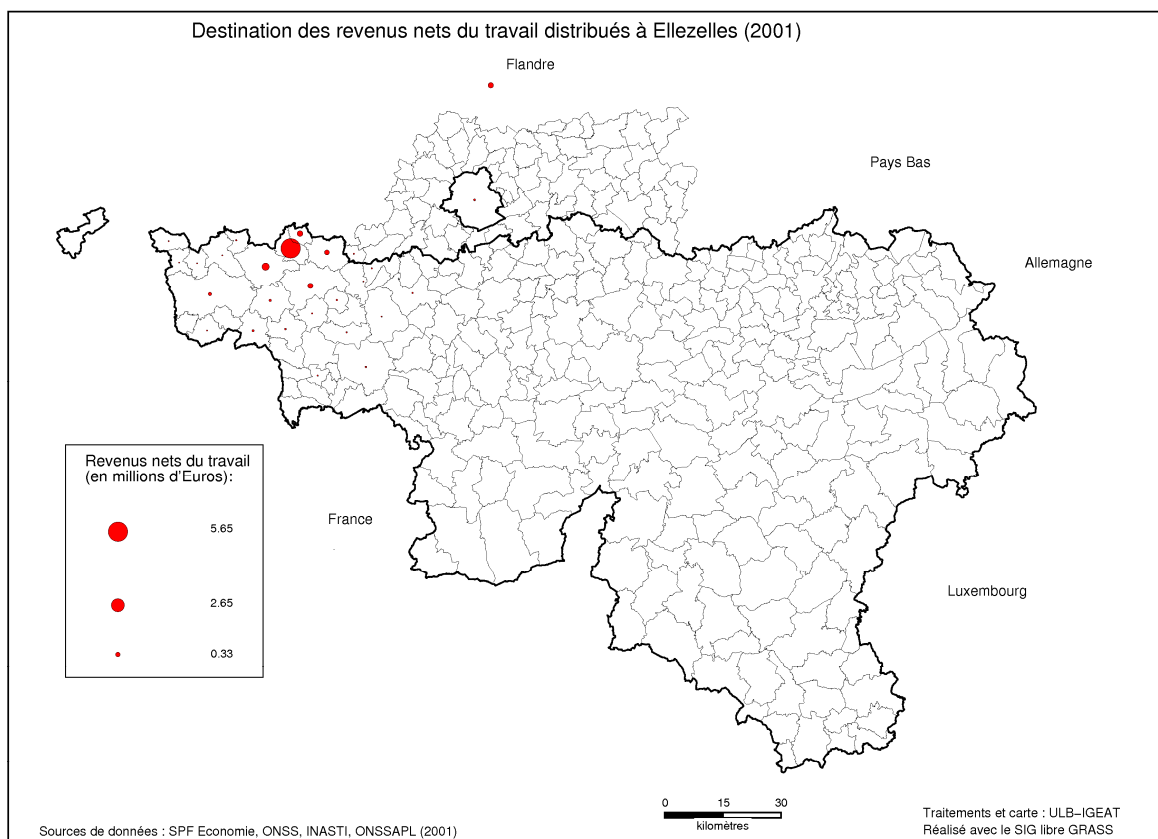 Destination des revenus nets du travail distribués à Ellezelles (2001)
Flandre
Pays Bas
Allemagne
Revenus nets du travail
(en millions d'Euros):
5.65
2.65
0.33
France
Luxembourg
0 15 30
kilomètres
Sources de données : SPF Economie, ONSS, INASTI, ONSSAPL (2001)
Traitements et carte : ULB-IGEAT
Réalisé avec le SIG libre GRASS